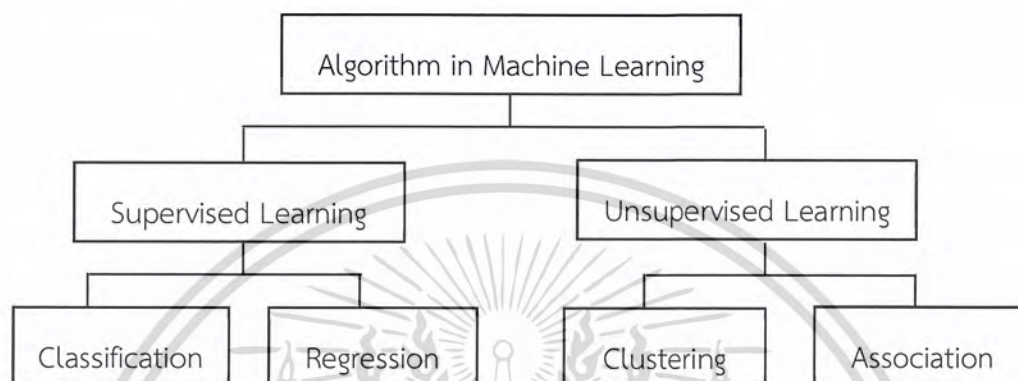 Algorithm in Machine Learning
Supervised Learning
Unsupervised Learning
Classification
Regression
Clustering
Association